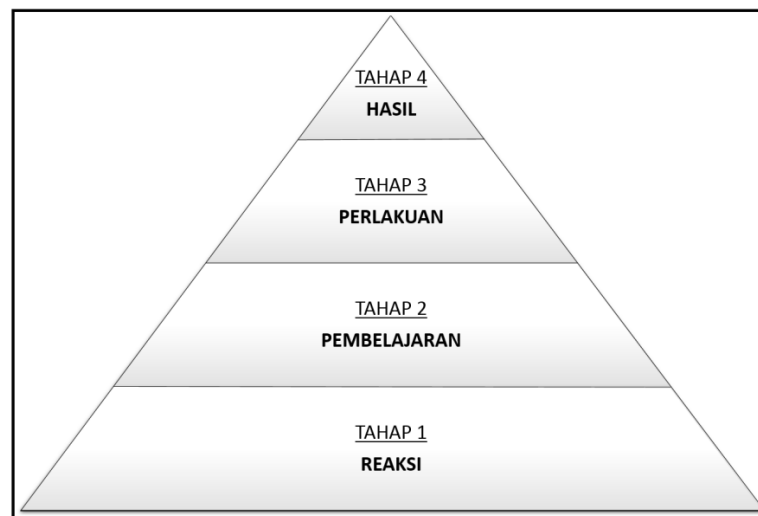 TAHAP 4
HASIL
TAHAP 3
PERLAKUAN
TAHAP 2
PEMBELAJARAN
TAHAP 1
REAKSI